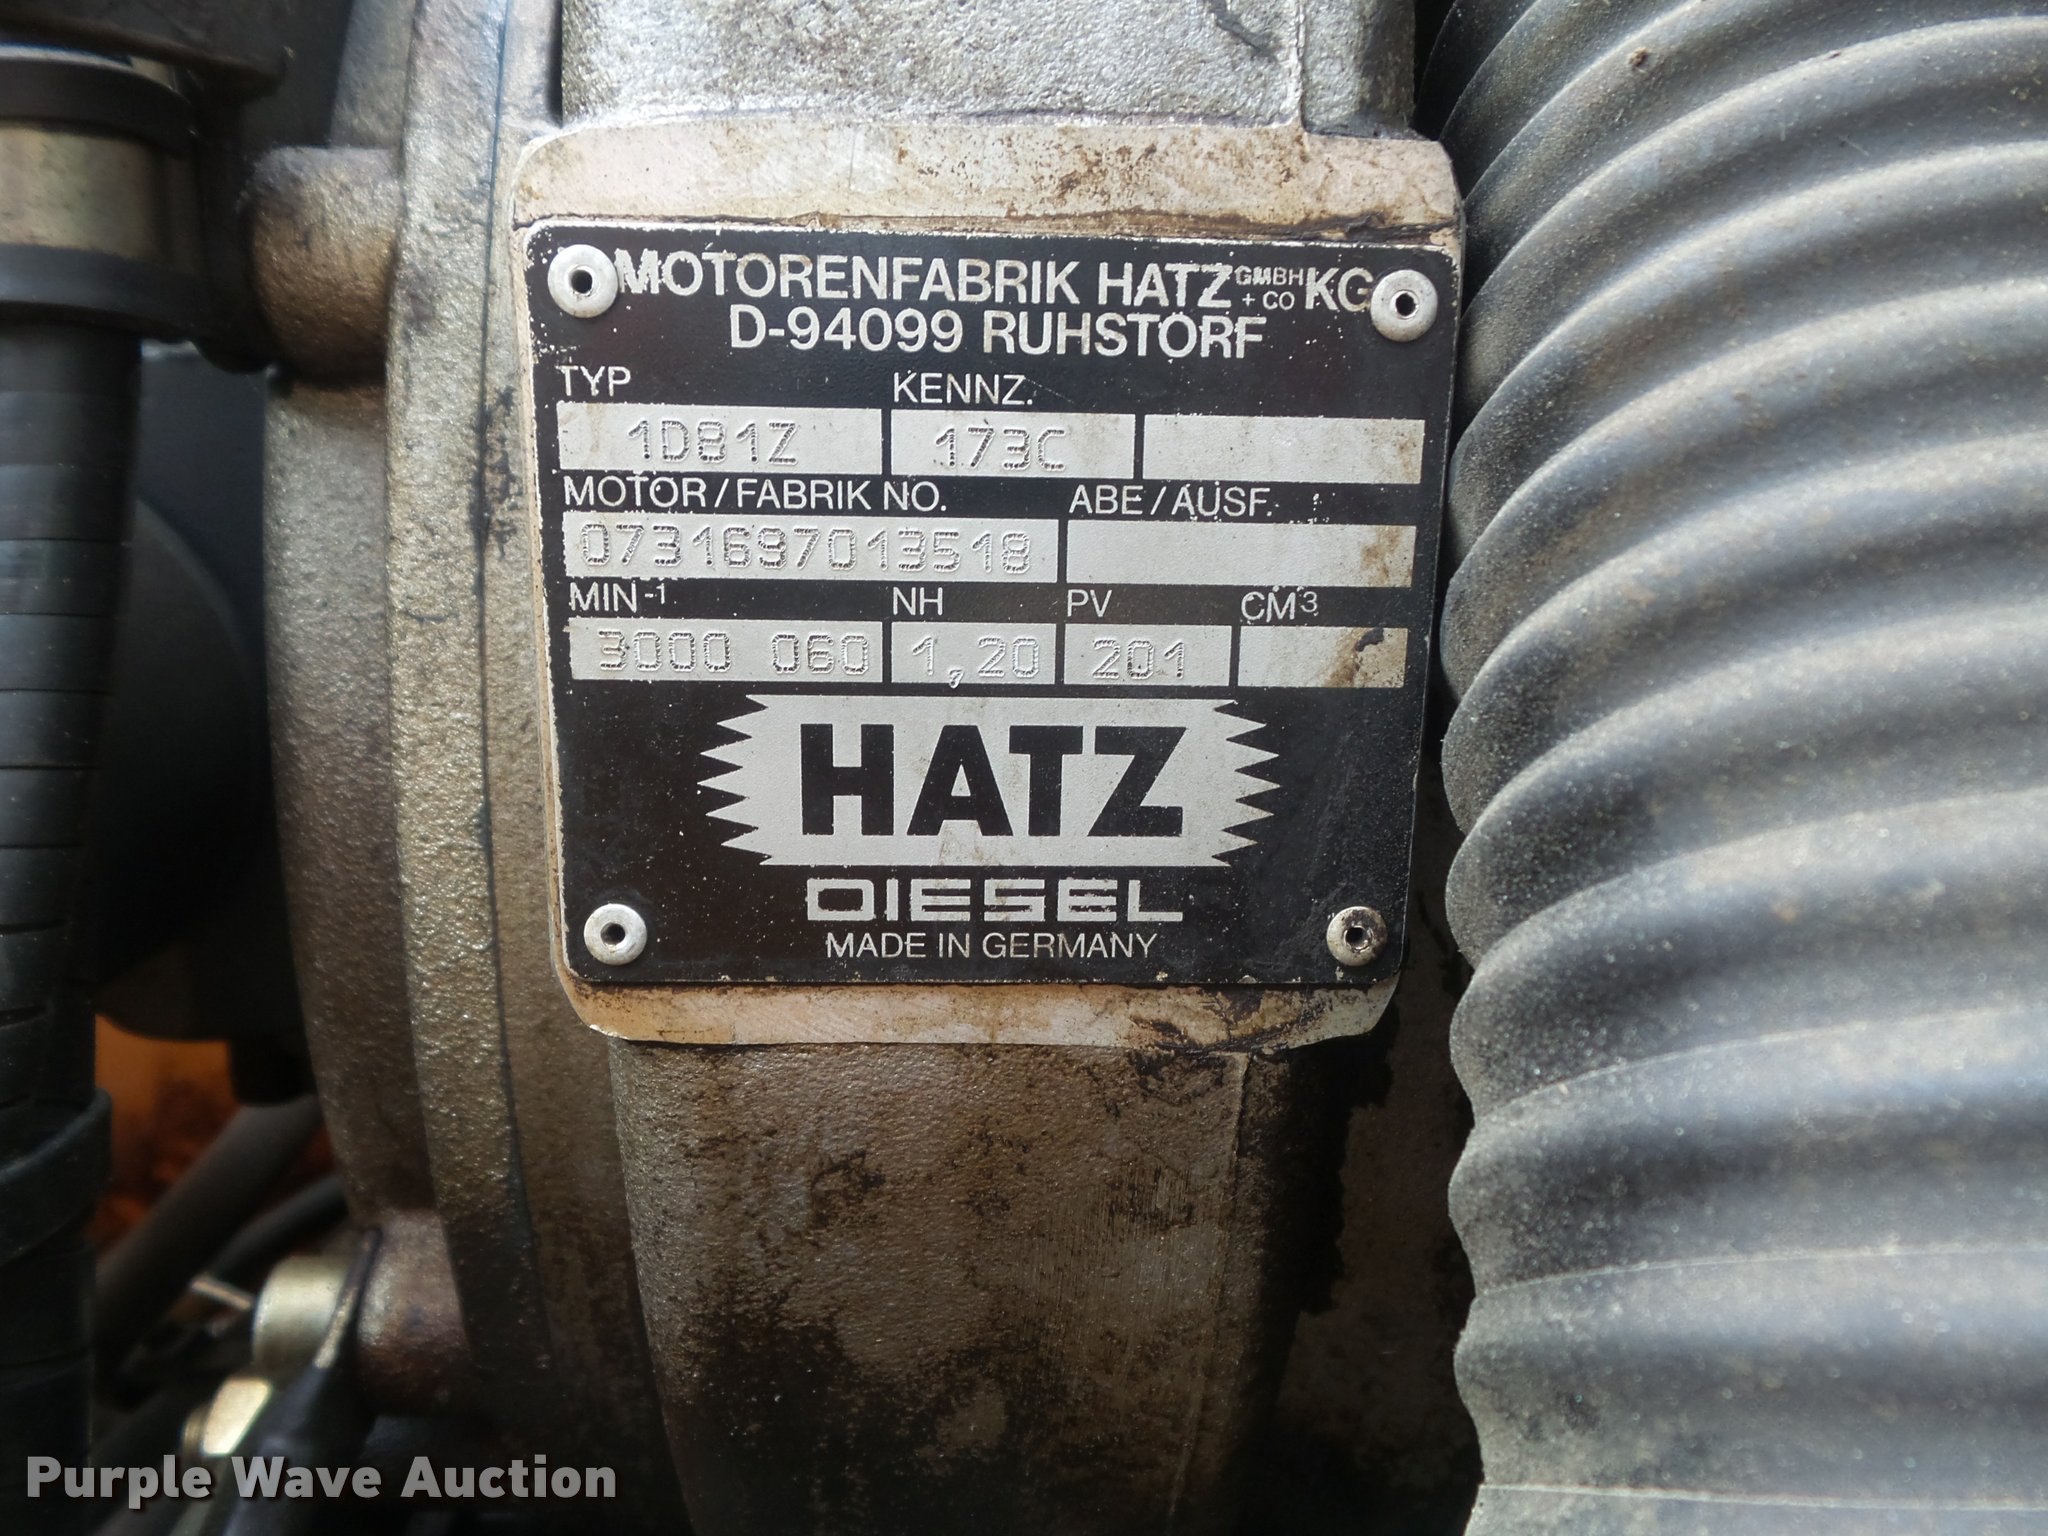 MOTORENFABRIK HATZ GMBH + CO KG
D-94099 RUHSTORF
TYP KENNZ.
1D81Z 173C
MOTOR/FABRIK NO. ABE/AUSF.
0731697013518
MIN-1 NH PV CM3
3000 060 1,20 201
HATZ
DIESEL
MADE IN GERMANY
Purple Wave Auction